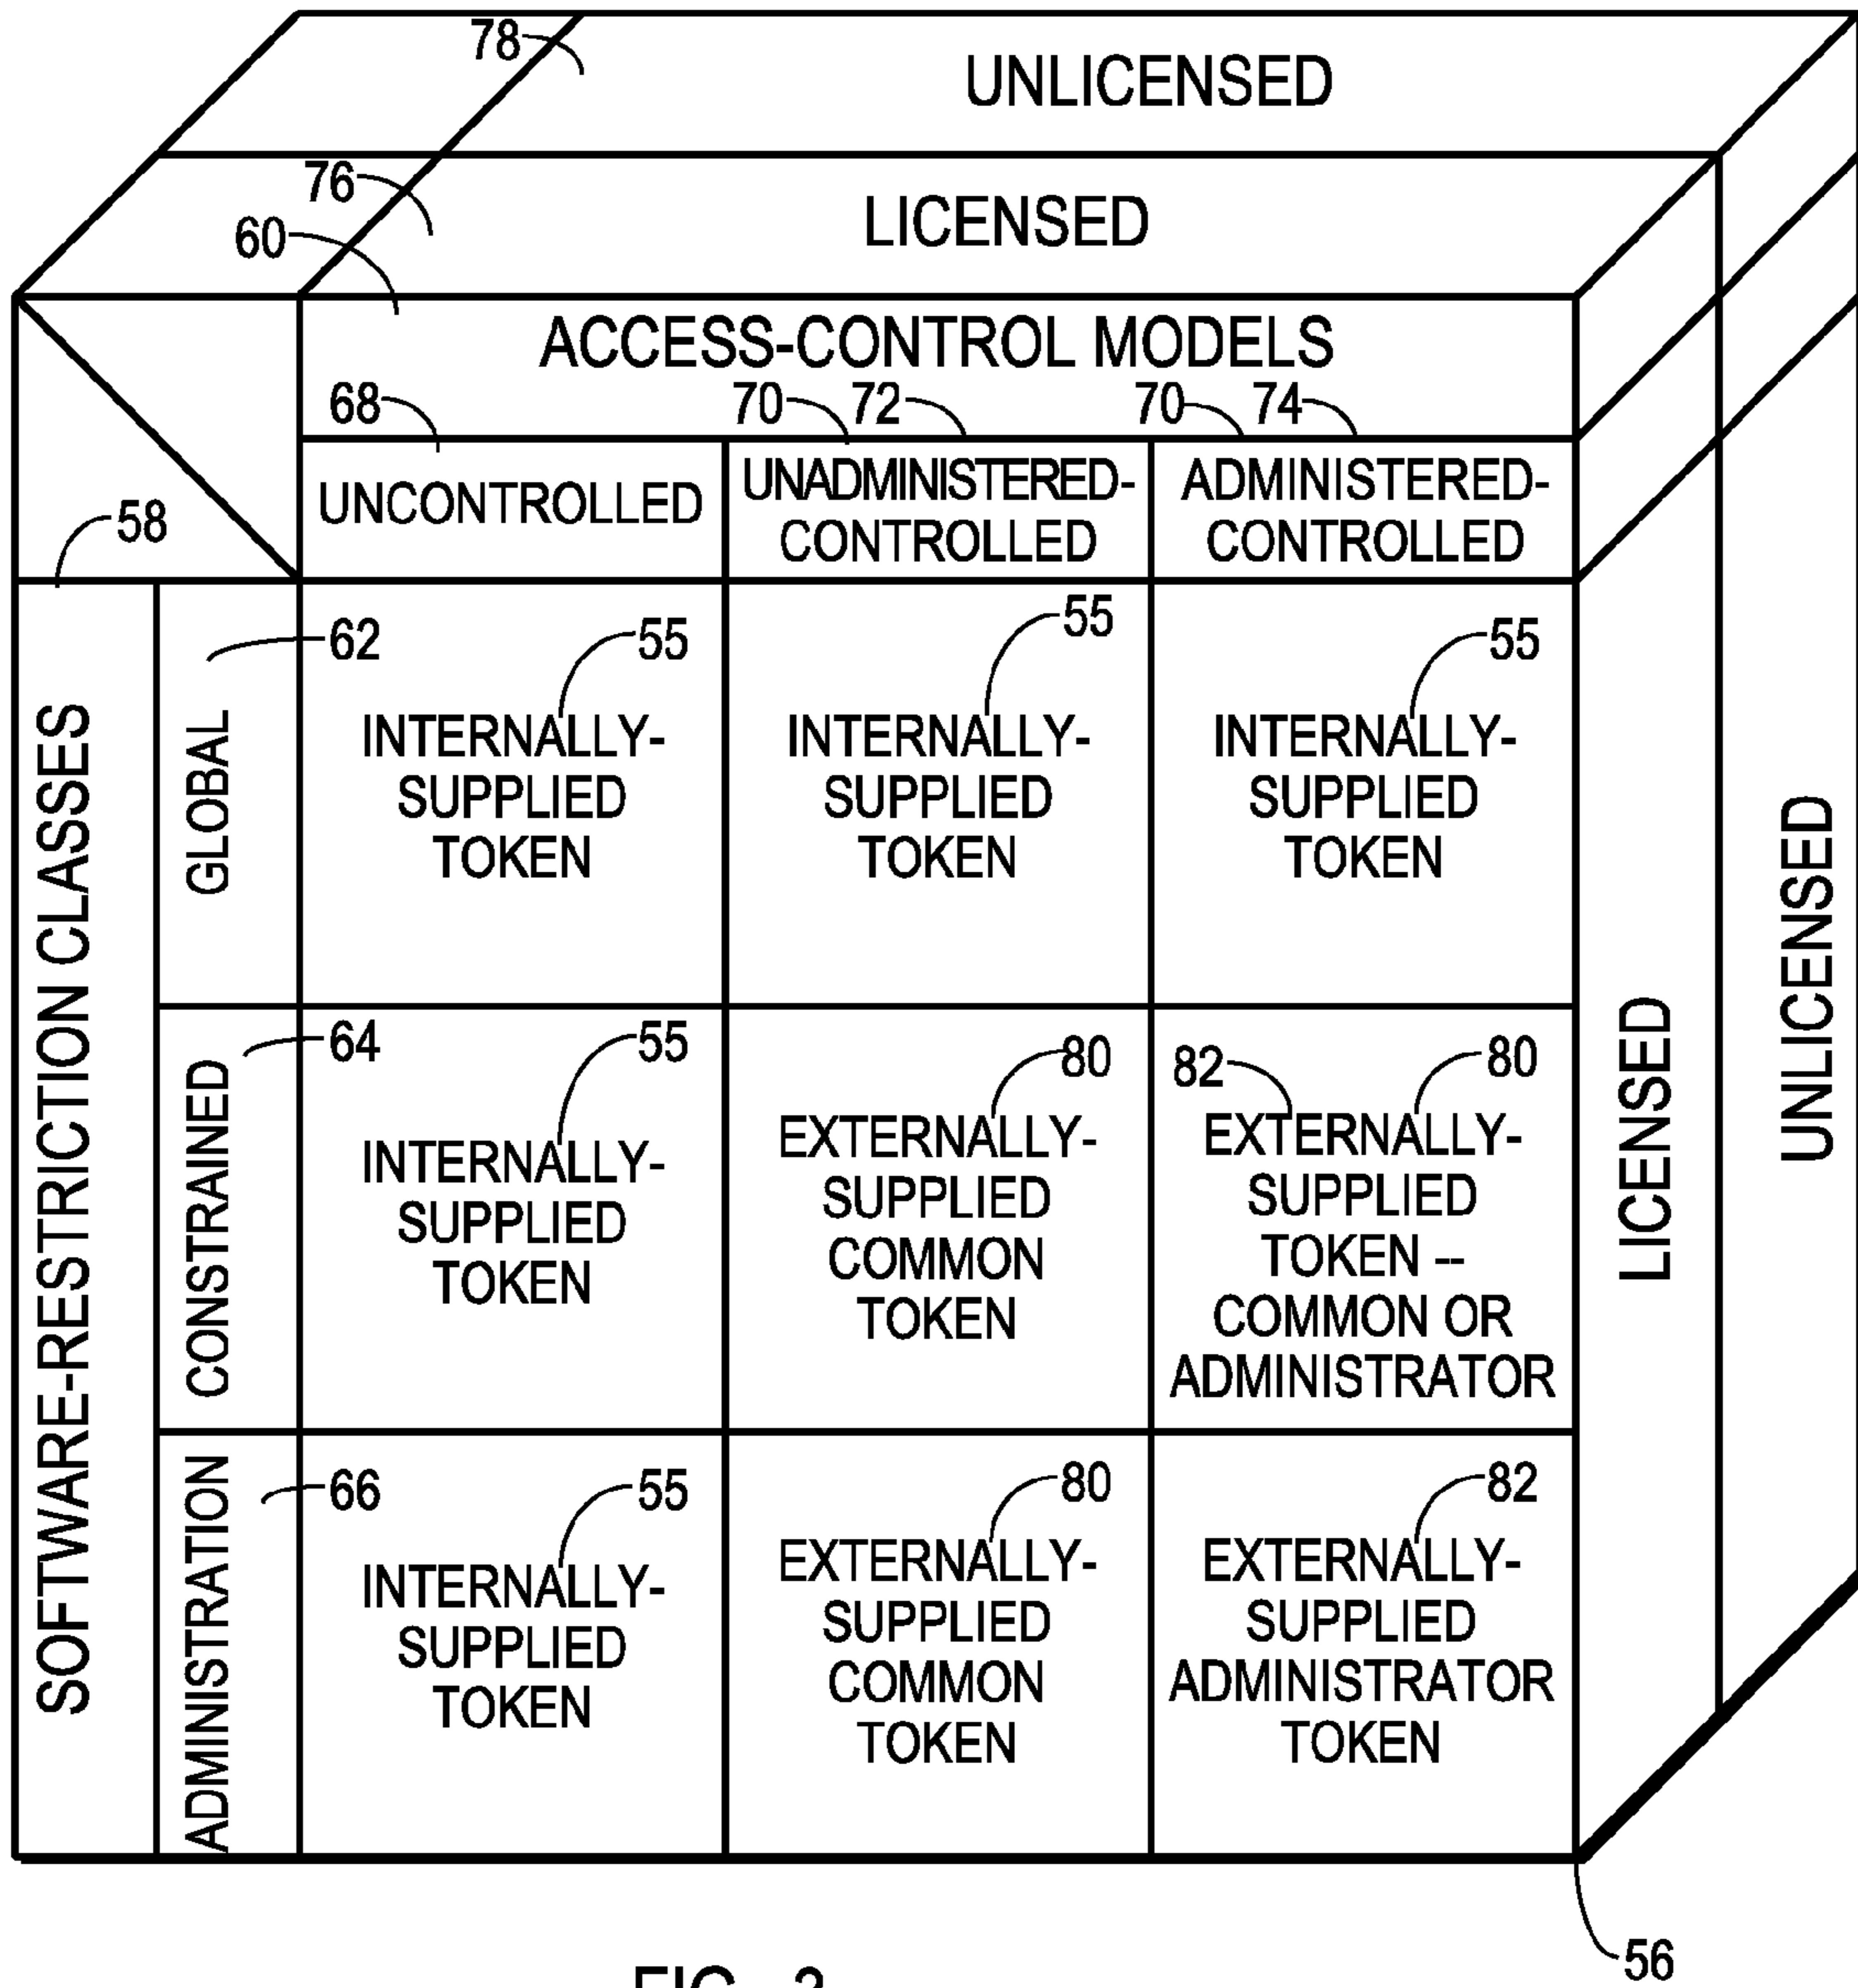 78
UNLICENSED
76
LICENSED
60
ACCESS-CONTROL MODELS
68
70
72
70
74
UNCONTROLLED
UNADMINISTERED-
CONTROLLED
ADMINISTERED-
CONTROLLED
58
SOFTWARE-RESTRICTION CLASSES
GLOBAL
62
55
INTERNALLY-
SUPPLIED
TOKEN
55
INTERNALLY-
SUPPLIED
TOKEN
55
INTERNALLY-
SUPPLIED
TOKEN
CONSTRAINED
64
55
INTERNALLY-
SUPPLIED
TOKEN
80
EXTERNALLY-
SUPPLIED
COMMON
TOKEN
82
80
EXTERNALLY-
SUPPLIED
TOKEN --
COMMON OR
ADMINISTRATOR
ADMINISTRATION
66
55
INTERNALLY-
SUPPLIED
TOKEN
80
EXTERNALLY-
SUPPLIED
COMMON
TOKEN
82
EXTERNALLY-
SUPPLIED
ADMINISTRATOR
TOKEN
LICENSED
UNLICENSED
56